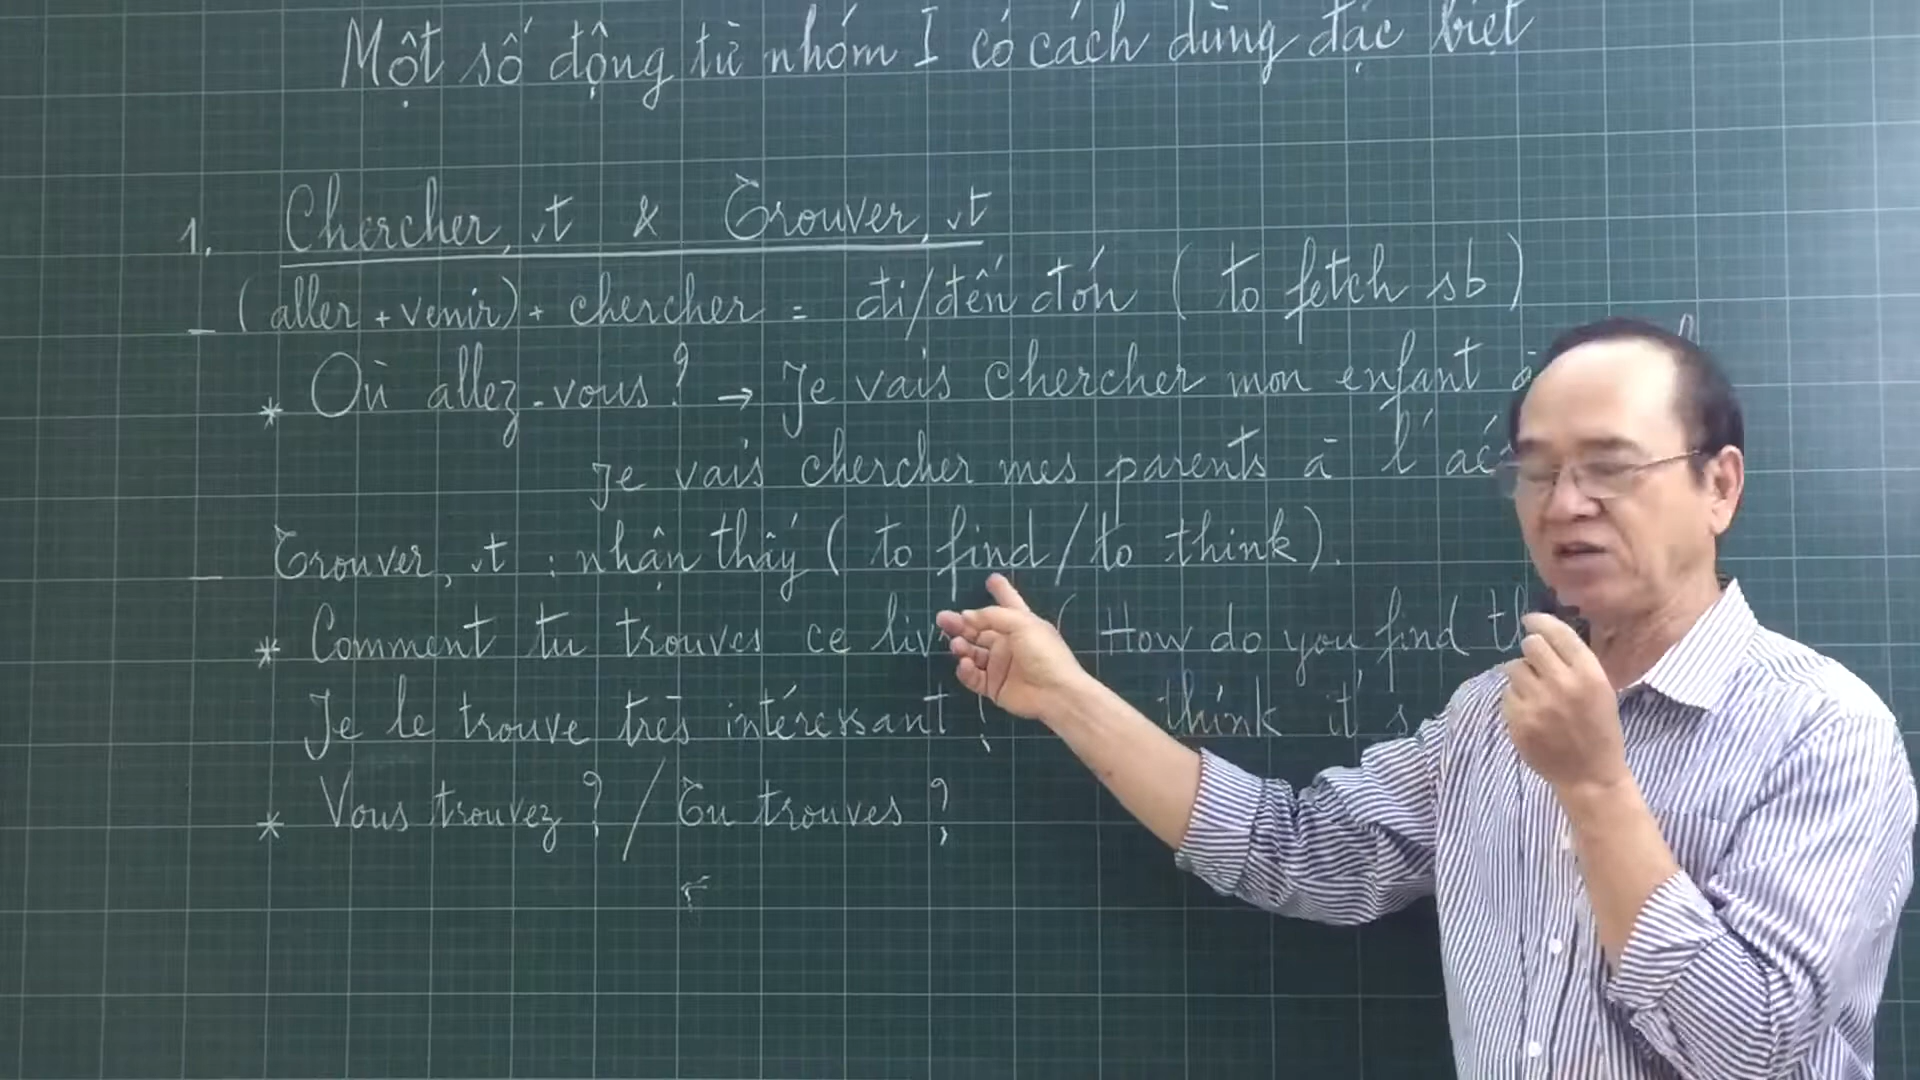 Một số động từ nhóm I có cách dùng đặc biệt
1. Chercher, vt & Trouver, vt
- (aller + venir) + chercher = đi/đến đón ( to fetch sb )
* Où allez-vous ? → Je vais chercher mon enfant à
Je vais chercher mes parents à l'aé
- Trouver, vt : nhận thấy ( to find / to think ).
* Comment tu trouves ce liv ( How do you find th
Je le trouve très intéressant ! think it's
* Vous trouvez ? / Tu trouves ?